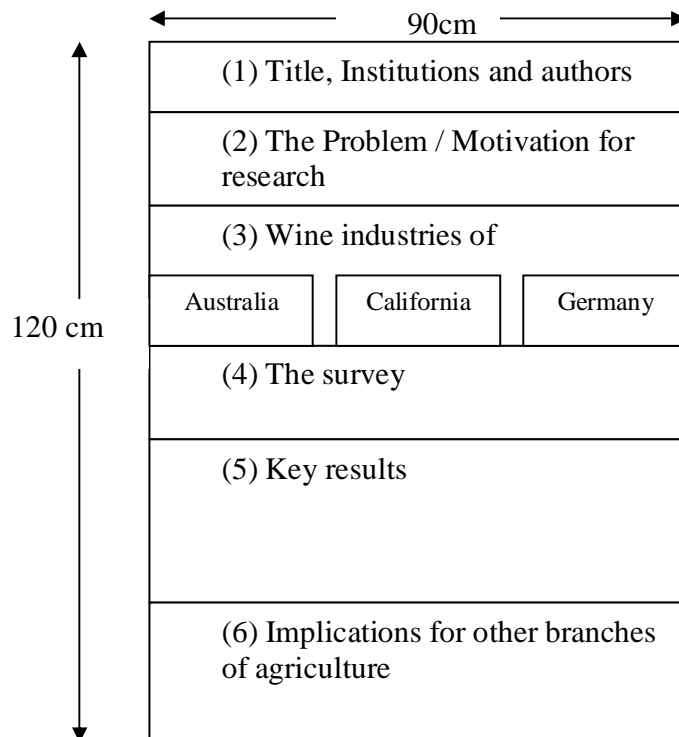 90cm
(1) Title, Institutions and authors
(2) The Problem / Motivation for
research
(3) Wine industries of
Australia
California
Germany
120 cm
(4) The survey
(5) Key results
(6) Implications for other branches
of agriculture